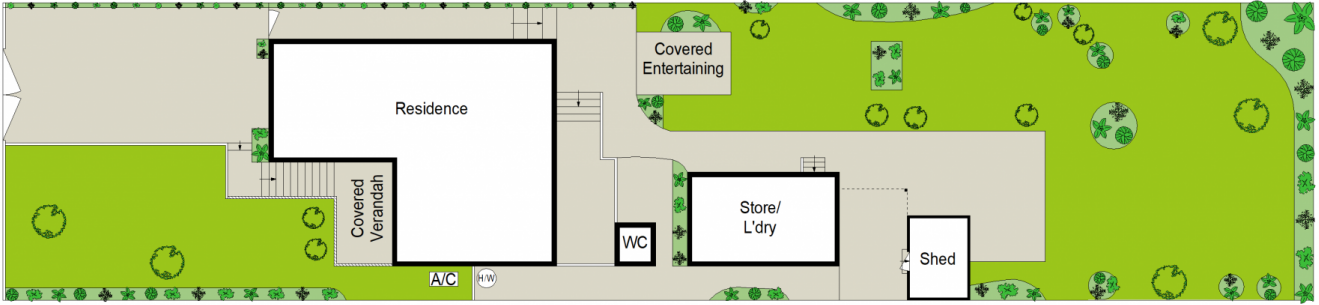 Covered
Entertaining
Residence
Covered
Verandah
Store/
L'dry
WC
Shed
A/C
H/W